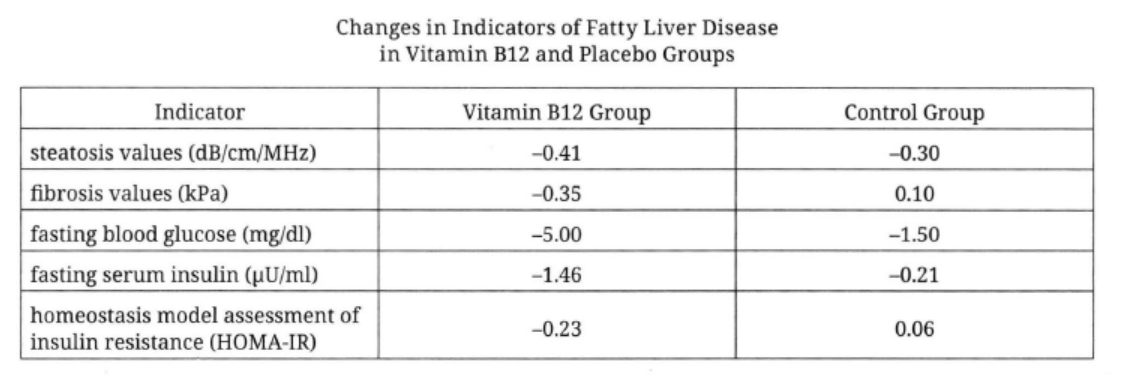 Changes in Indicators of Fatty Liver Disease
in Vitamin B12 and Placebo Groups
Indicator Vitamin B12 Group Control Group
steatosis values (dB/cm/MHz) –0.41 –0.30
fibrosis values (kPa) –0.35 0.10
fasting blood glucose (mg/dl) –5.00 –1.50
fasting serum insulin (µU/ml) –1.46 –0.21
homeostasis model assessment of
insulin resistance (HOMA-IR) –0.23 0.06